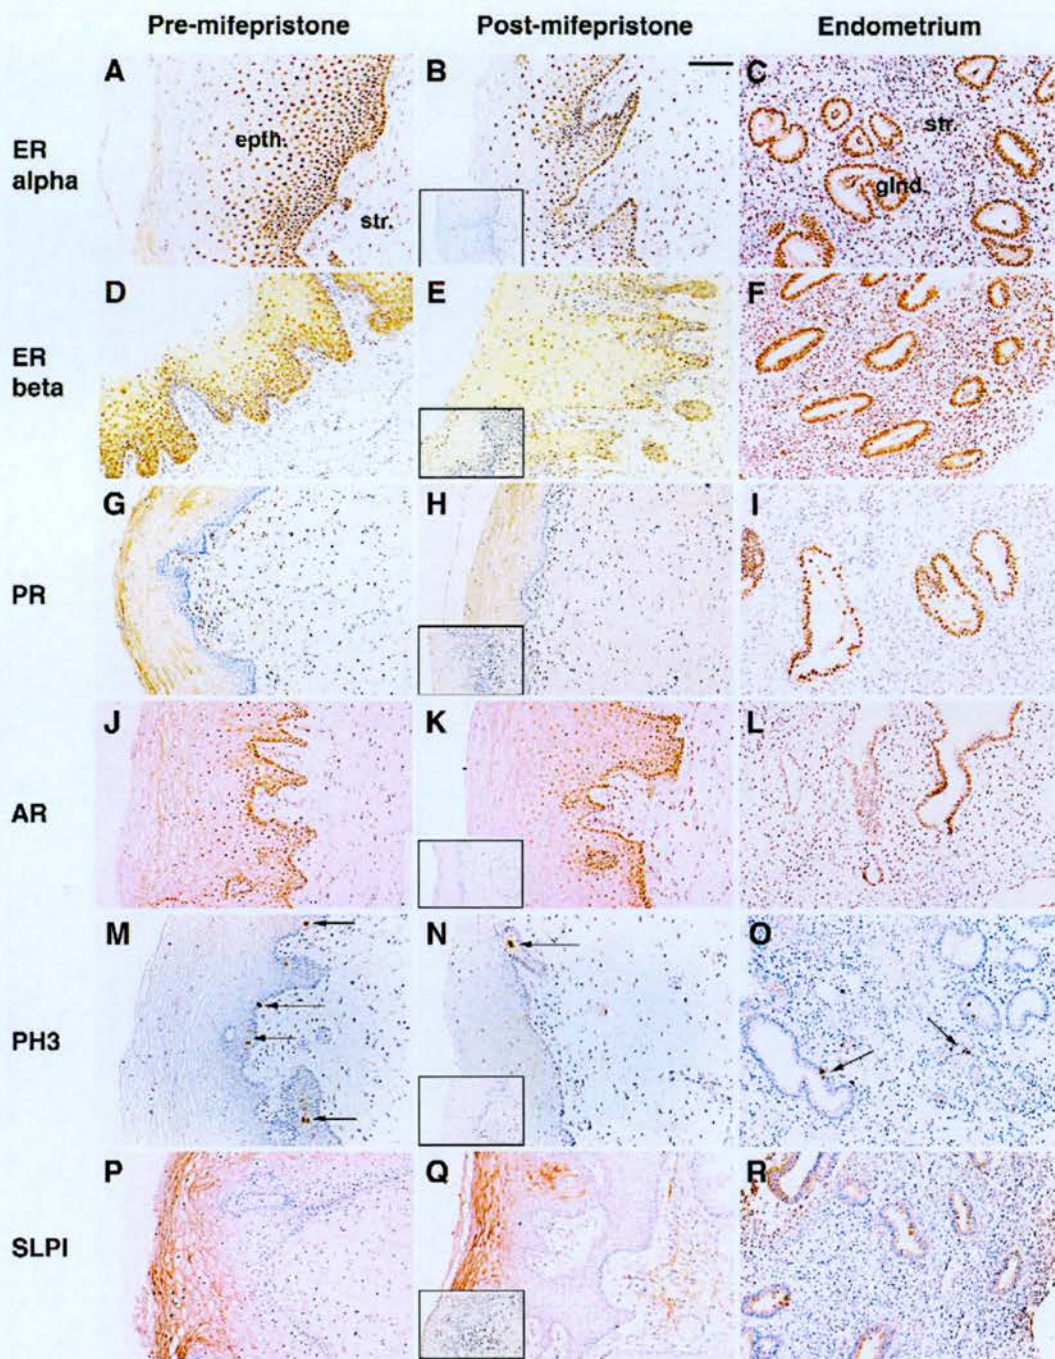 Pre-mifepristone Post-mifepristone Endometrium
A B C
ER alpha
epth.
str.
str.
glnd.
D E F
ER beta
G H I
PR
J K L
AR
M N O
PH3
P Q R
SLPI